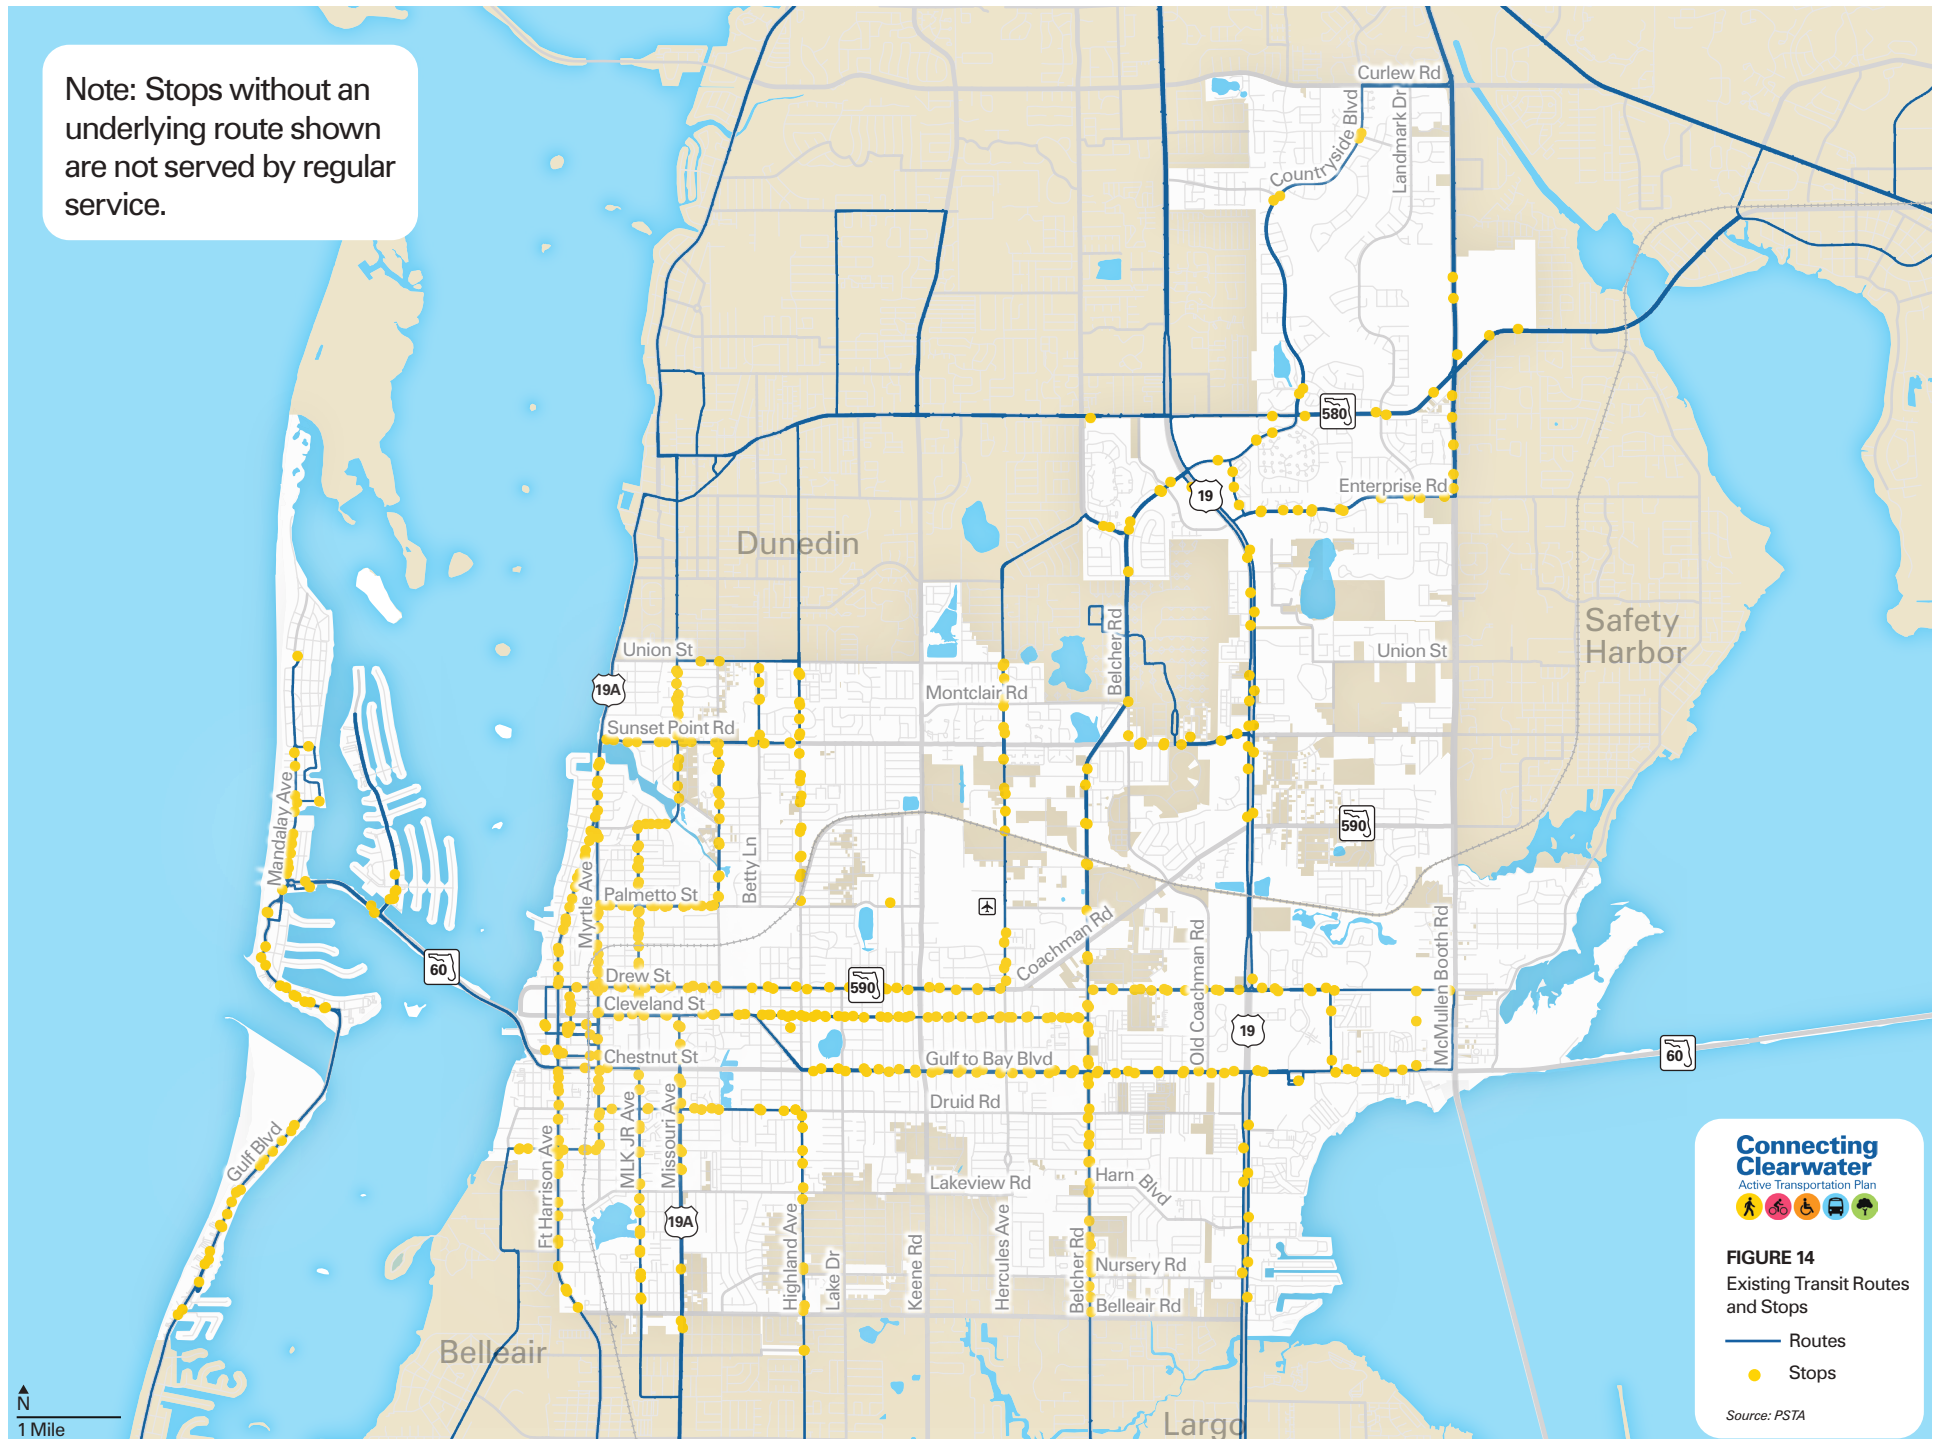 Note: Stops without an
underlying route shown
are not served by regular
service.
Curlew Rd
Countryside Blvd
Landmark Dr
580
Enterprise Rd
19
Dunedin
Safety
Harbor
Union St
Union St
Belcher Rd
19A
Montclair Rd
Sunset Point Rd
Mandalay Ave
590
Betty Ln
Myrtle Ave
Palmetto St
Coachman Rd
Old Coachman Rd
McMullen Booth Rd
60
Drew St
590
Cleveland St
19
Chestnut St
Gulf to Bay Blvd
60
Druid Rd
Gulf Blvd
Ft Harrison Ave
MLK JR Ave
Missouri Ave
Lakeview Rd
Harn Blvd
19A
Highland Ave
Lake Dr
Keene Rd
Hercules Ave
Belcher Rd
Nursery Rd
Belleair Rd
Belleair
Largo
N
1 Mile
Connecting
Clearwater
Active Transportation Plan
FIGURE 14
Existing Transit Routes
and Stops
Routes
Stops
Source: PSTA